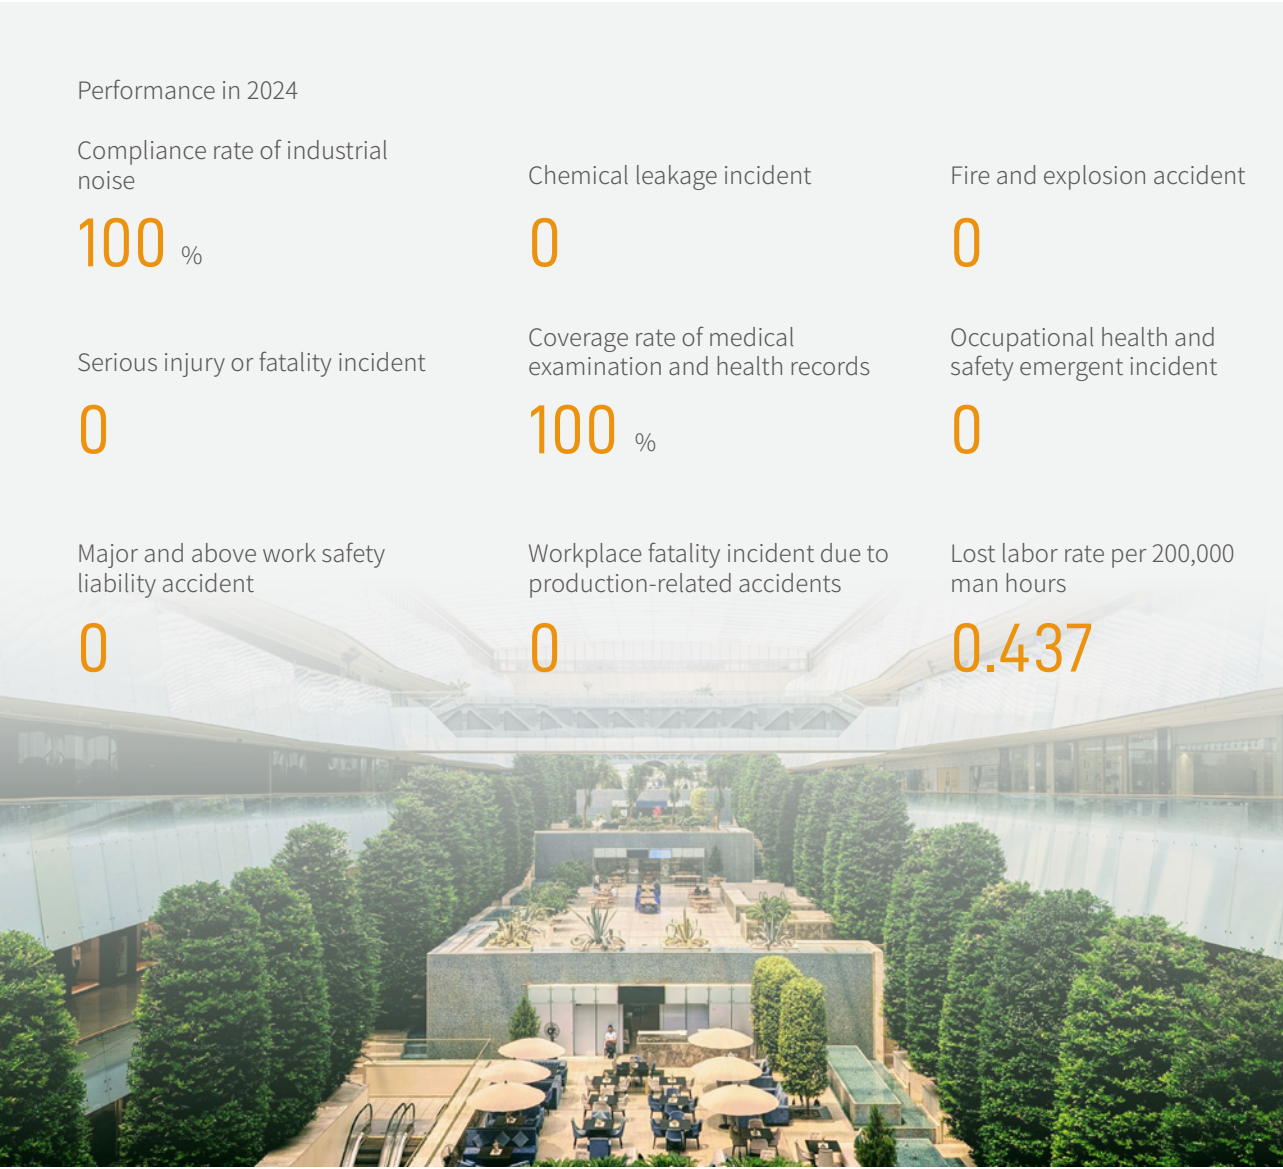 Performance in 2024
Compliance rate of industrial
noise
100 %
Chemical leakage incident
0
Fire and explosion accident
0
Serious injury or fatality incident
0
Coverage rate of medical
examination and health records
100 %
Occupational health and
safety emergent incident
0
Major and above work safety
liability accident
0
Workplace fatality incident due to
production-related accidents
0
Lost labor rate per 200,000
man hours
0.437